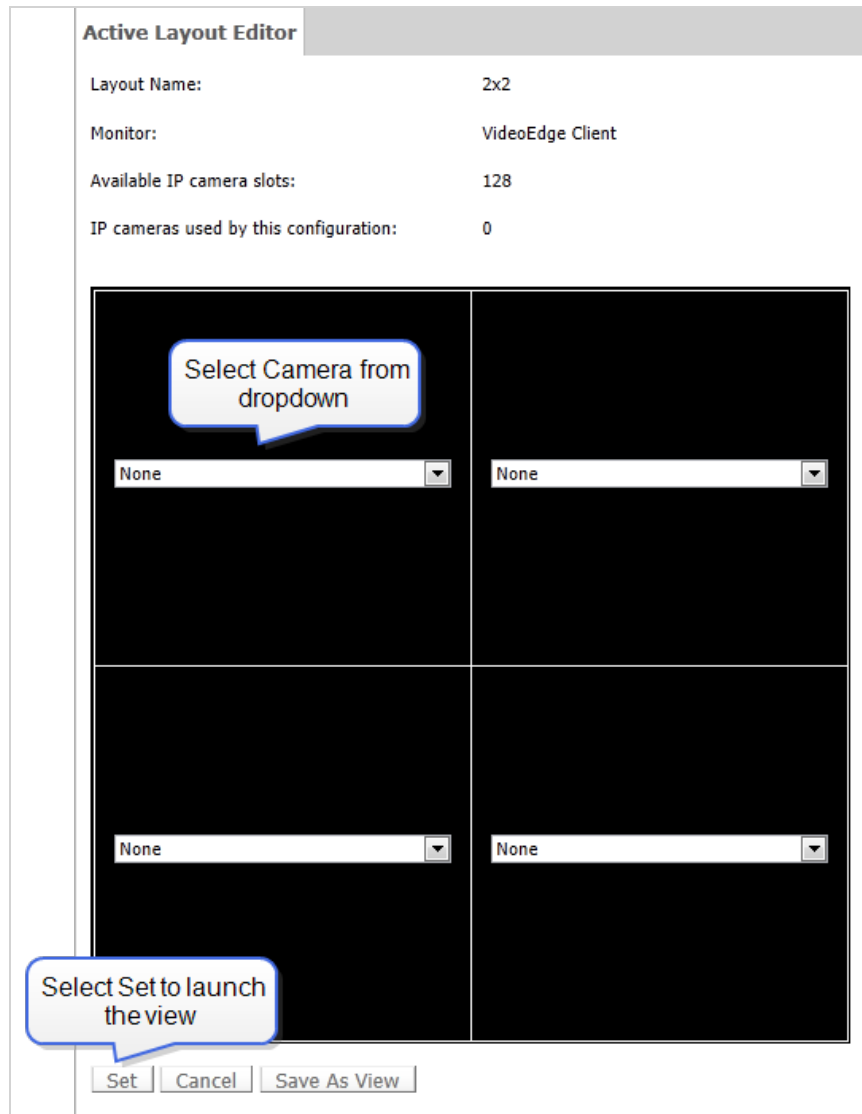 Active Layout Editor
Layout Name: 2x2
Monitor: VideoEdge Client
Available IP camera slots: 128
IP cameras used by this configuration: 0
Select Camera from
dropdown
None None
None None
Select Set to launch
the view
Set Cancel Save As View